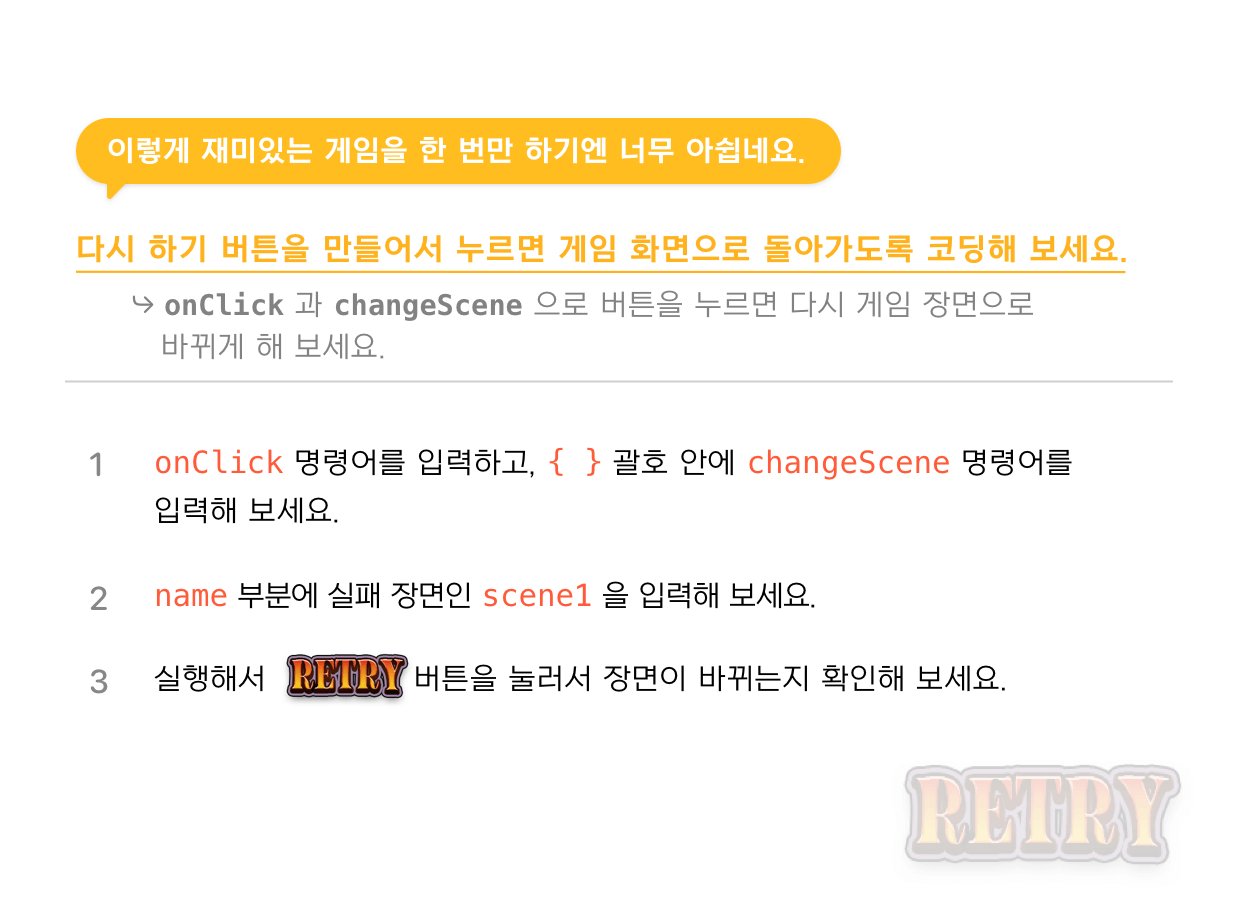 이렇게 재미있는 게임을 한 번만 하기엔 너무 아쉽네요.
다시 하기 버튼을 만들어서 누르면 게임 화면으로 돌아가도록 코딩해 보세요.
↪ onClick 과 changeScene 으로 버튼을 누르면 다시 게임 장면으로
바뀌게 해 보세요.
1 onClick 명령어를 입력하고, { } 괄호 안에 changeScene 명령어를
입력해 보세요.
2 name 부분에 실패 장면인 scene1 을 입력해 보세요.
3 실행해서 RETRY 버튼을 눌러서 장면이 바뀌는지 확인해 보세요.
RETRY